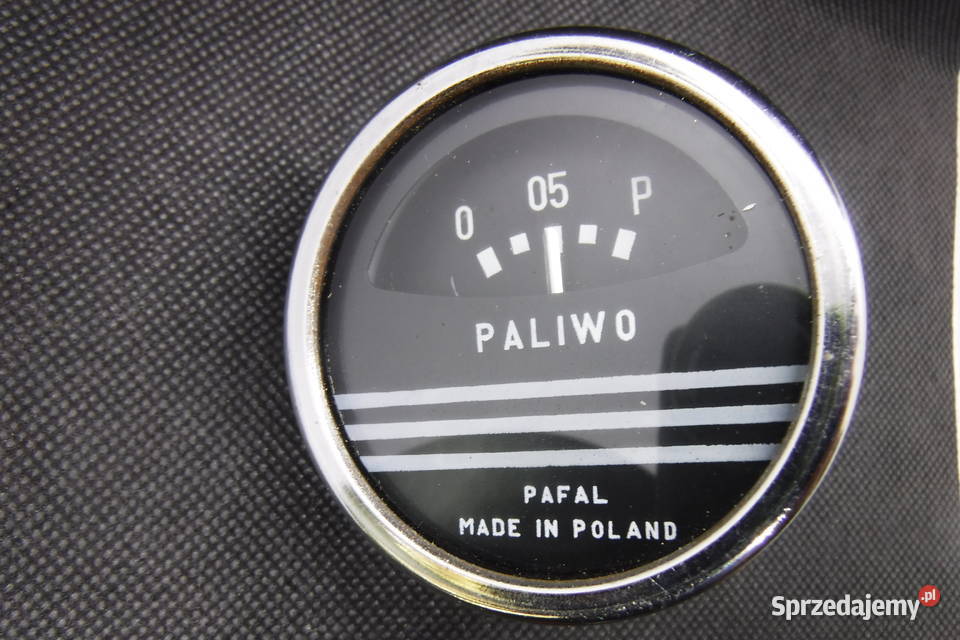 0 05 P
PALIWO
PAFAL
MADE IN POLAND
Sprzedajemy.pl